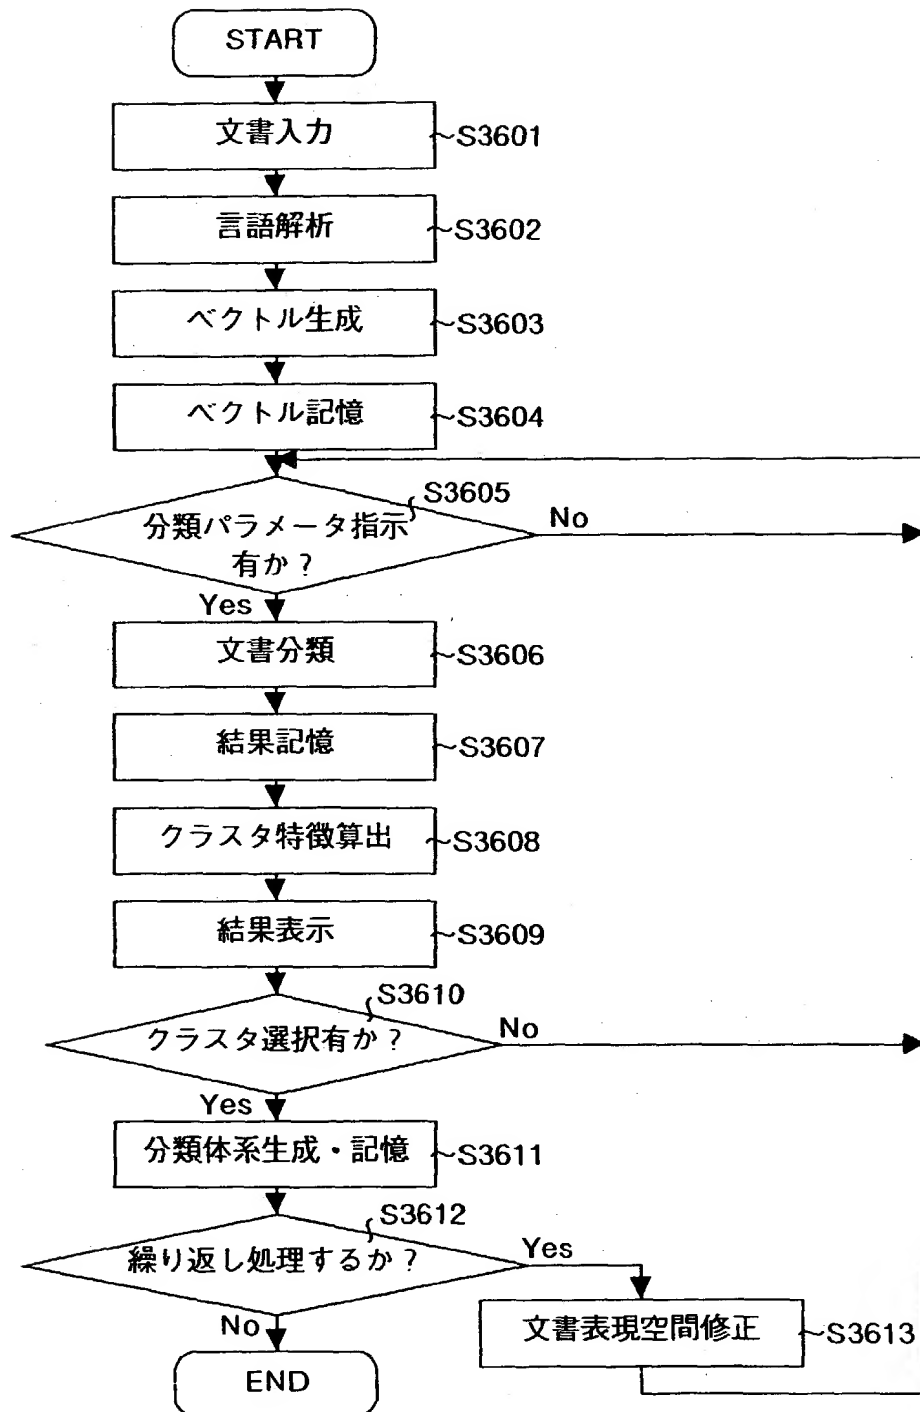 START
文書入力
S3601
言語解析
S3602
ベクトル生成
S3603
ベクトル記憶
S3604
S3605
分類パラメータ指示
有か？
No
Yes
文書分類
S3606
結果記憶
S3607
クラスタ特徴算出
S3608
結果表示
S3609
S3610
クラスタ選択有か？
No
Yes
分類体系生成・記憶
S3611
S3612
繰り返し処理するか？
Yes
No
文書表現空間修正
S3613
END